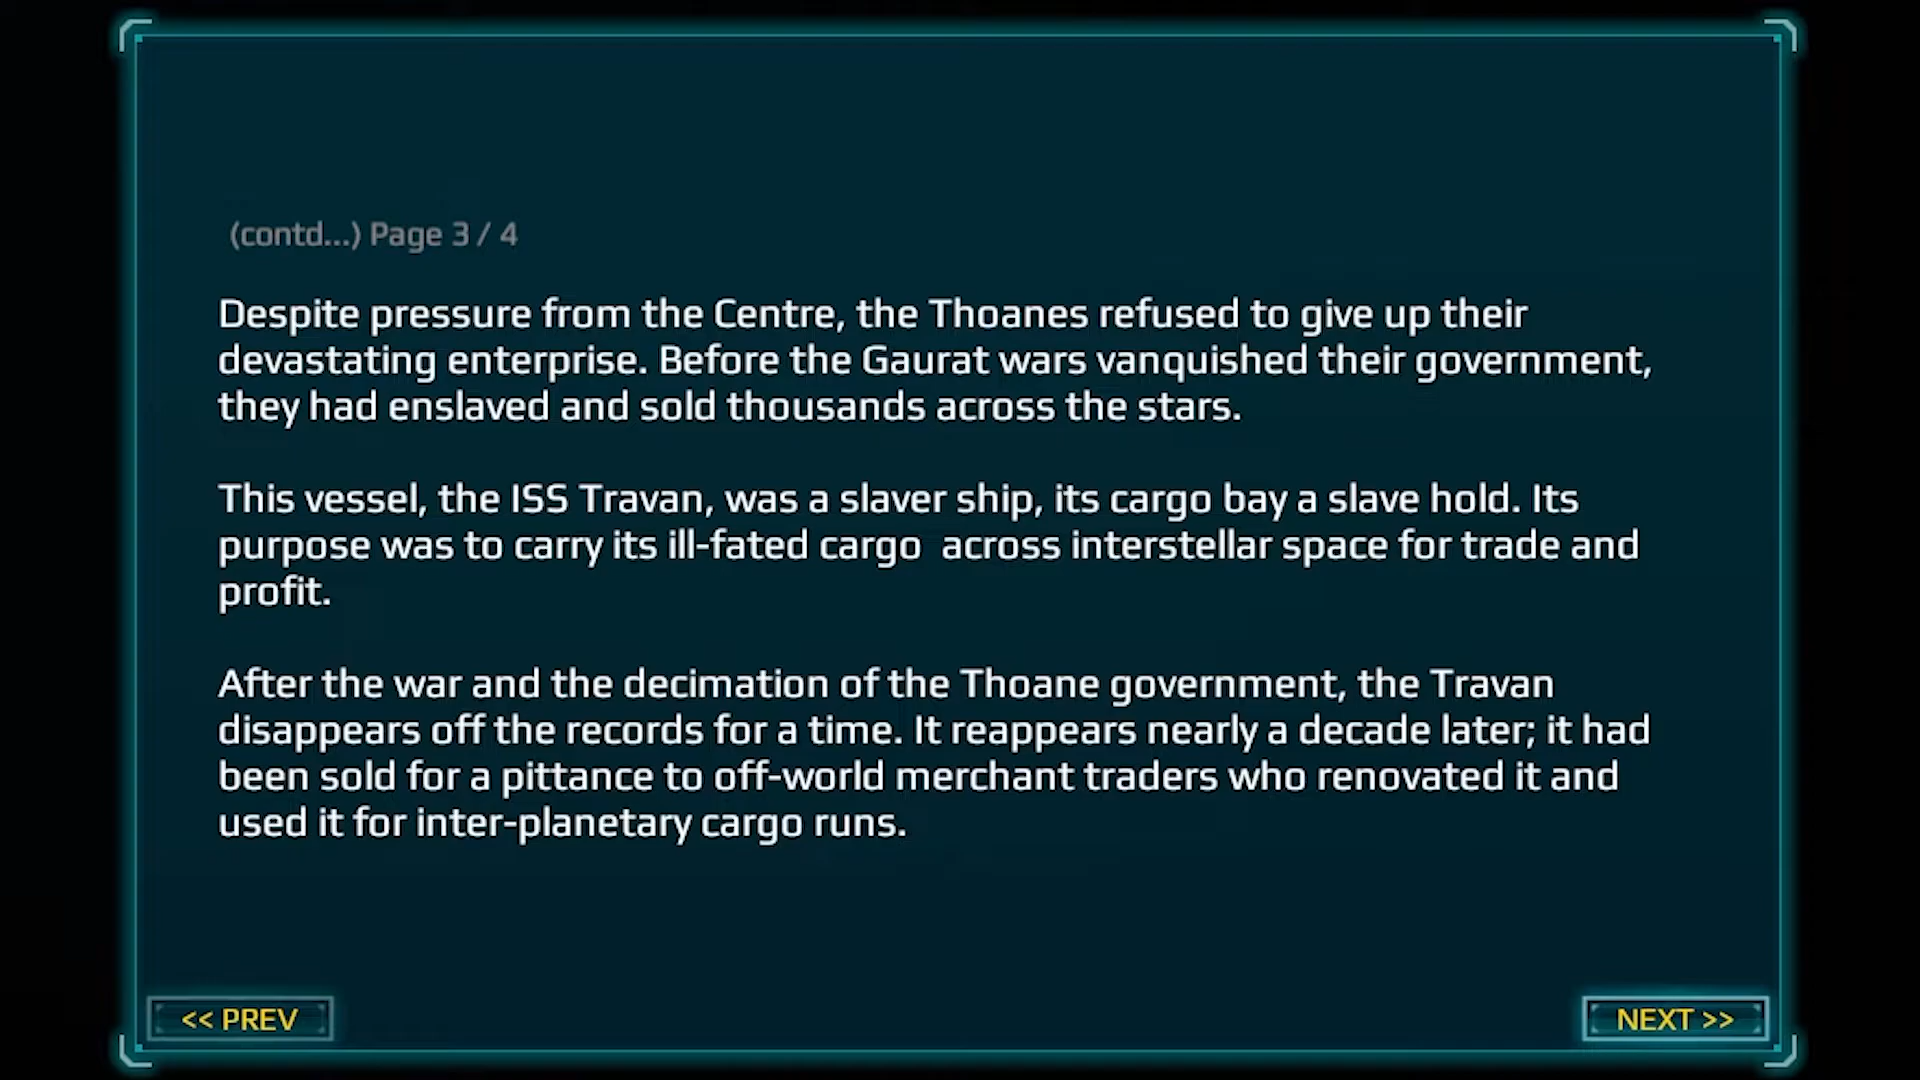 (contd...) Page 3 / 4
Despite pressure from the Centre, the Thoanes refused to give up their
devastating enterprise. Before the Gaurat wars vanquished their government,
they had enslaved and sold thousands across the stars.
This vessel, the ISS Travan, was a slaver ship, its cargo bay a slave hold. Its
purpose was to carry its ill-fated cargo  across interstellar space for trade and
profit.
After the war and the decimation of the Thoane government, the Travan
disappears off the records for a time. It reappears nearly a decade later; it had
been sold for a pittance to off-world merchant traders who renovated it and
used it for inter-planetary cargo runs.
<< PREV
NEXT >>